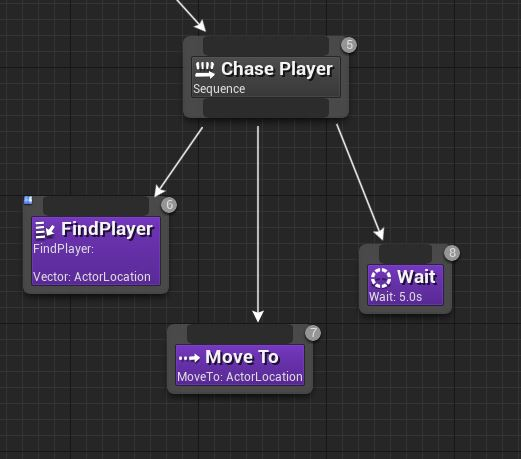 5
Chase Player
Sequence
6
FindPlayer
FindPlayer:
Vector: ActorLocation
8
Wait
Wait: 5.0s
7
Move To
MoveTo: ActorLocation